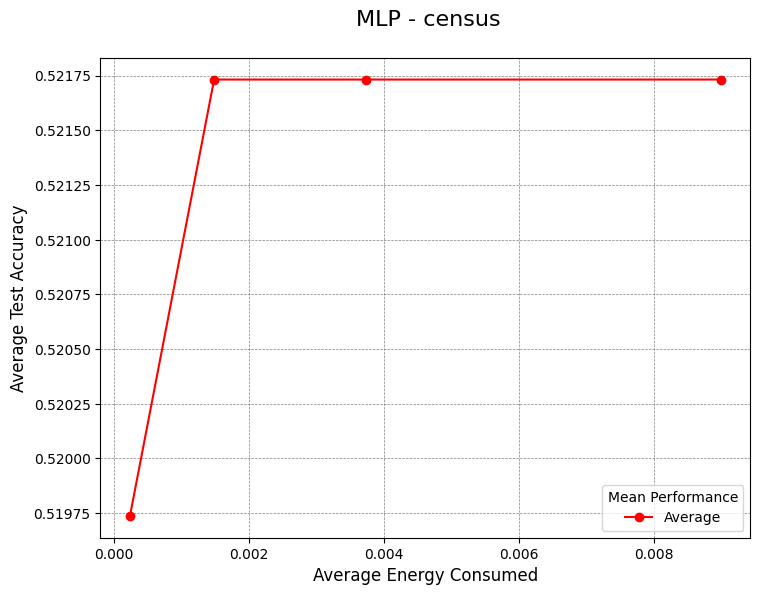 MLP - census
Average Test Accuracy
0.52175
0.52150
0.52125
0.52100
0.52075
0.52050
0.52025
0.52000
0.51975
Mean Performance
Average
0.000 0.002 0.004 0.006 0.008
Average Energy Consumed